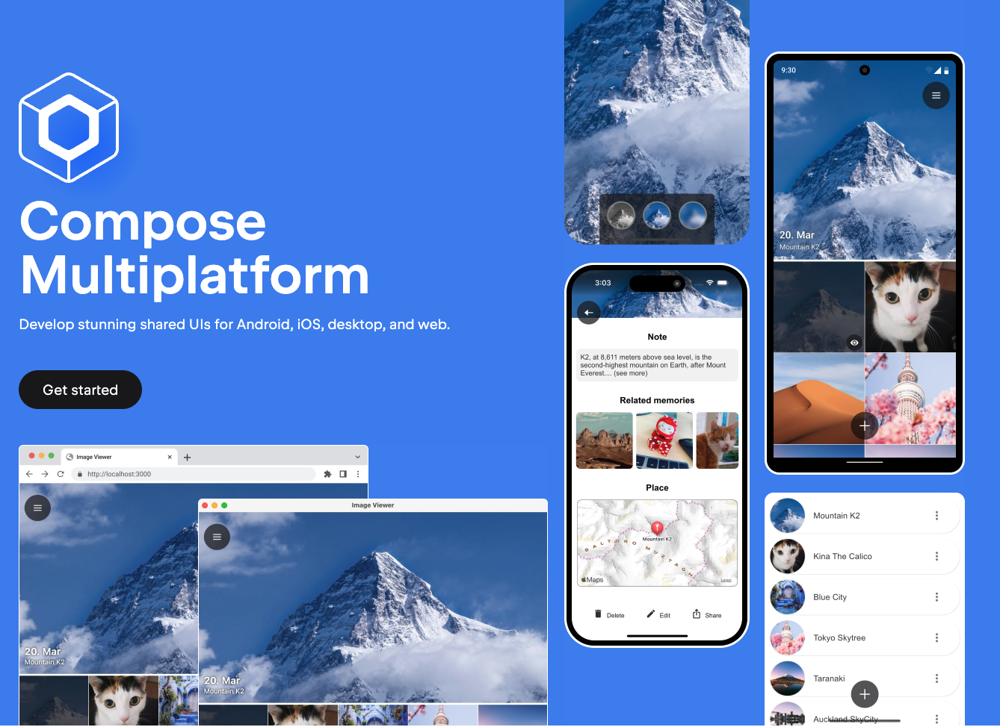 Compose
Multiplatform
Develop stunning shared UIs for Android, iOS, desktop, and web.
Get started
Image Viewer
http://localhost:3000
20. Mar
Mountain K2
Image Viewer
20. Mar
Mountain K2
3:03
Note
K2, at 8,611 meters above sea level, is the
second-highest mountain on Earth, after Mount
Everest.... (see more)
Related memories
Place
Mountain K2
BALTORO MUZTAGH
Maps
Legal
Delete
Edit
Share
9:30
20. Mar
Mountain K2
Mountain K2
Kina The Calico
Blue City
Tokyo Skytree
Taranaki
Auckland SkyCity